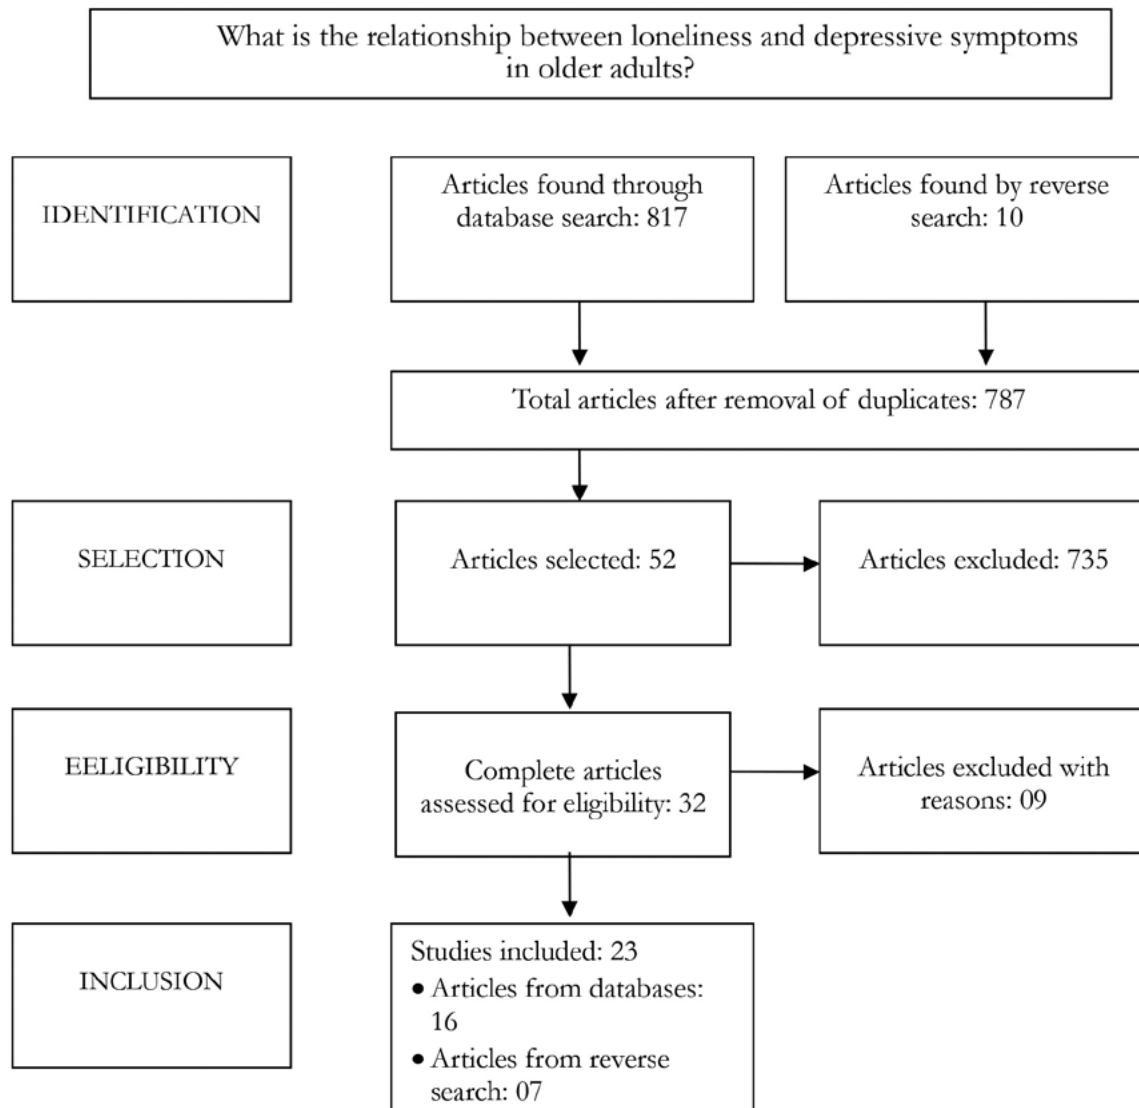 What is the relationship between loneliness and depressive symptoms
in older adults?
IDENTIFICATION
Articles found through
database search: 817
Articles found by reverse
search: 10
Total articles after removal of duplicates: 787
SELECTION
Articles selected: 52
Articles excluded: 735
EELIGIBILITY
Complete articles
assessed for eligibility: 32
Articles excluded with
reasons: 09
INCLUSION
Studies included: 23
• Articles from databases:
16
• Articles from reverse
search: 07